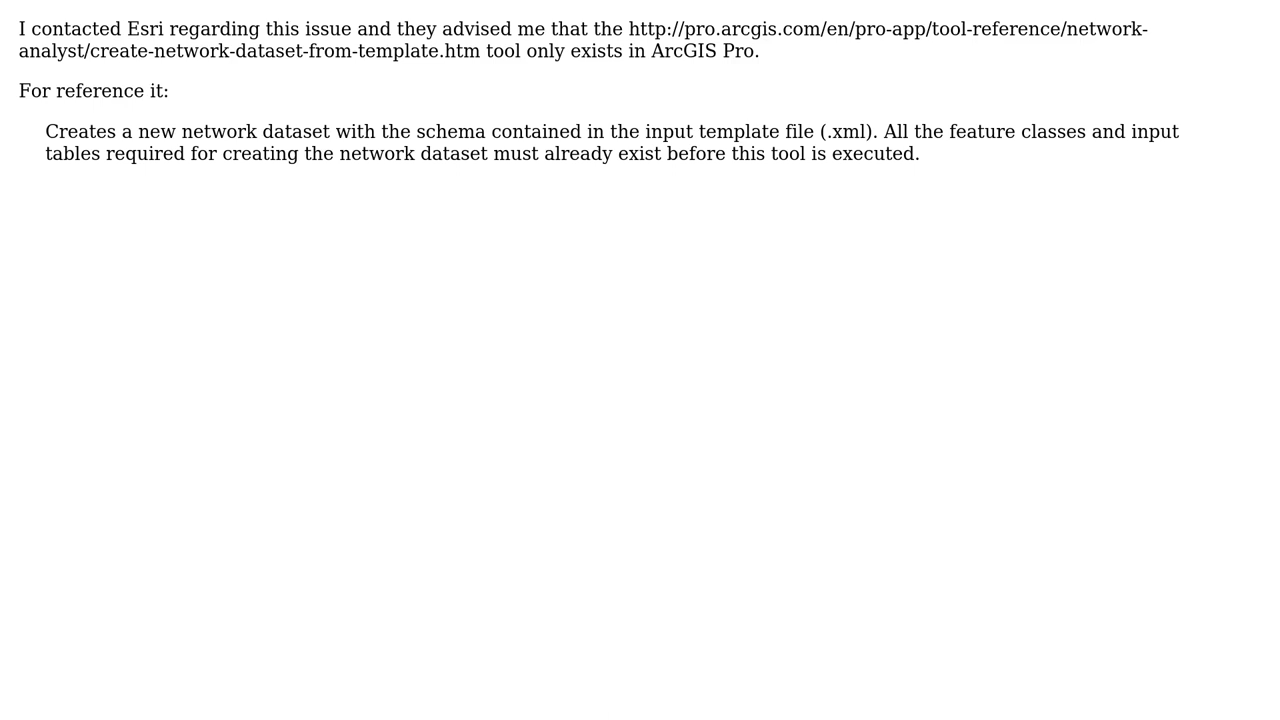 I contacted Esri regarding this issue and they advised me that the http://pro.arcgis.com/en/pro-app/tool-reference/network-
analyst/create-network-dataset-from-template.htm tool only exists in ArcGIS Pro.
For reference it:
Creates a new network dataset with the schema contained in the input template file (.xml). All the feature classes and input
tables required for creating the network dataset must already exist before this tool is executed.